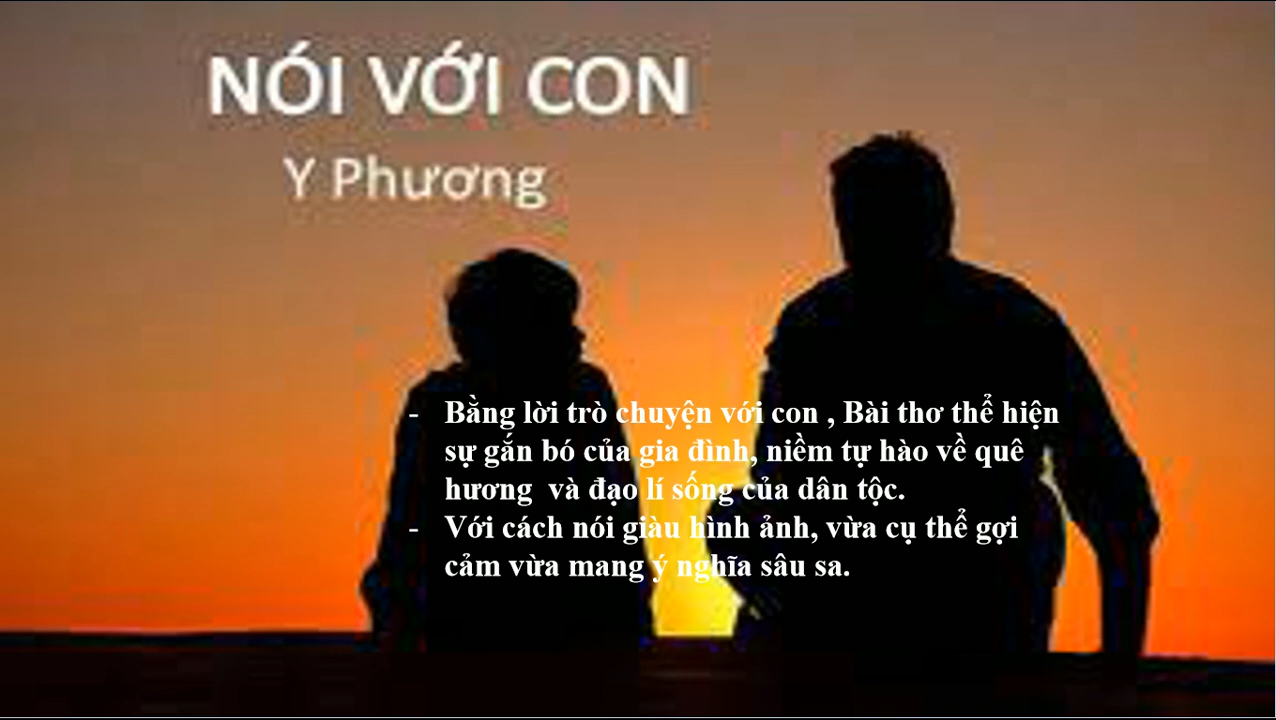 NÓI VỚI CON
Y Phương
- Bằng lời trò chuyện với con , Bài thơ thể hiện
sự gắn bó của gia đình, niềm tự hào về quê
hương  và đạo lí sống của dân tộc.
- Với cách nói giàu hình ảnh, vừa cụ thể gợi
cảm vừa mang ý nghĩa sâu sa.